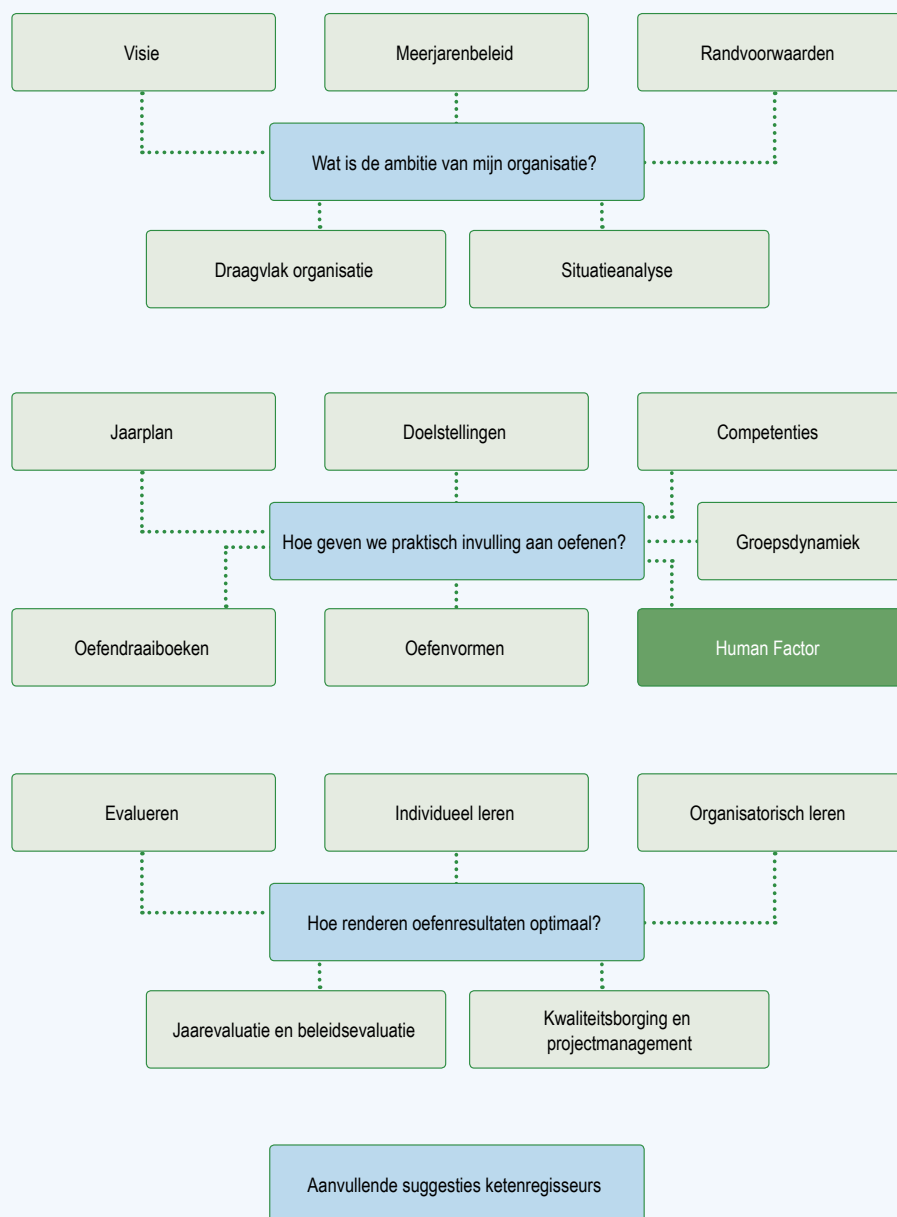 Visie
Meerjarenbeleid
Randvoorwaarden
Wat is de ambitie van mijn organisatie?
Draagvlak organisatie
Situatieanalyse
Jaarplan
Doelstellingen
Competenties
Hoe geven we praktisch invulling aan oefenen?
Groepsdynamiek
Oefendraaiboeken
Oefenvormen
Human Factor
Evalueren
Individueel leren
Organisatorisch leren
Hoe renderen oefenresultaten optimaal?
Jaarevaluatie en beleidsevaluatie
Kwaliteitsborging en
projectmanagement
Aanvullende suggesties ketenregisseurs